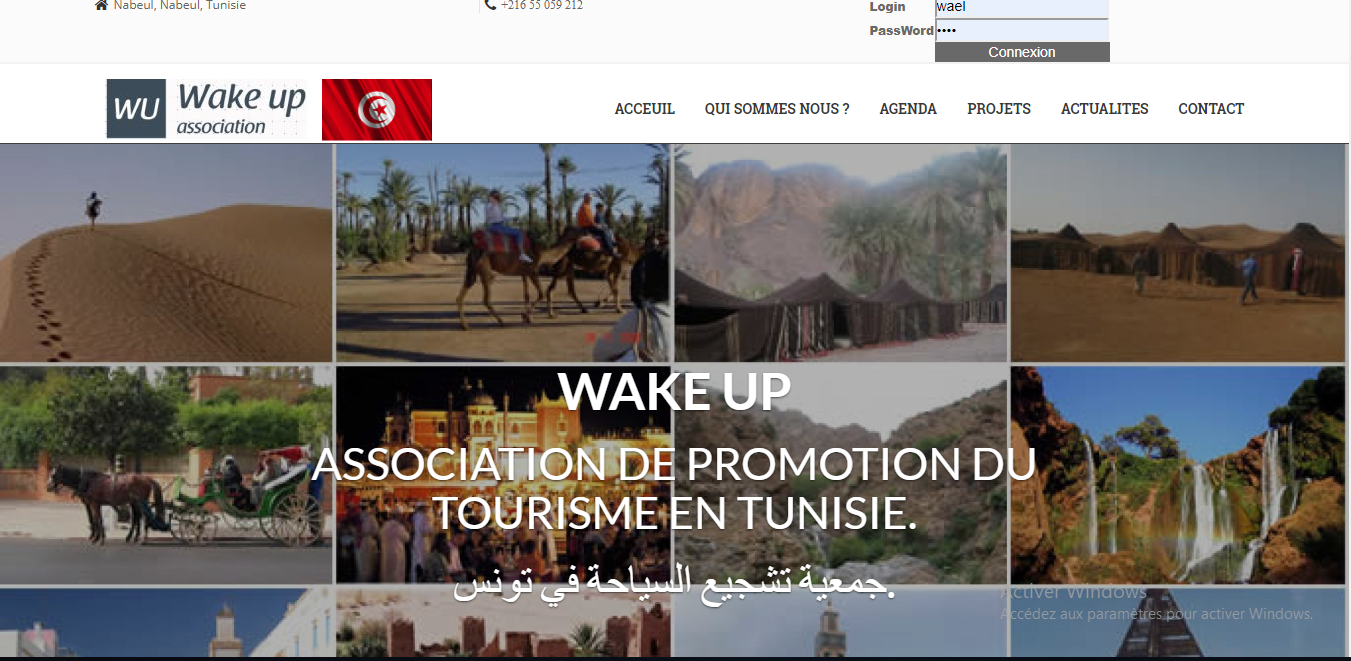 Nabeul, Nabeul, Tunisie
+216 55 059 212
Login
wael
PassWord
••••
Connexion
WU
Wake up
association
ACCEUIL
QUI SOMMES NOUS ?
AGENDA
PROJETS
ACTUALITES
CONTACT
WAKE UP
ASSOCIATION DE PROMOTION DU
TOURISME EN TUNISIE.
جمعية تشجيع السياحة في تونس.
Activer Windows
Accédez aux paramètres pour activer Windows.